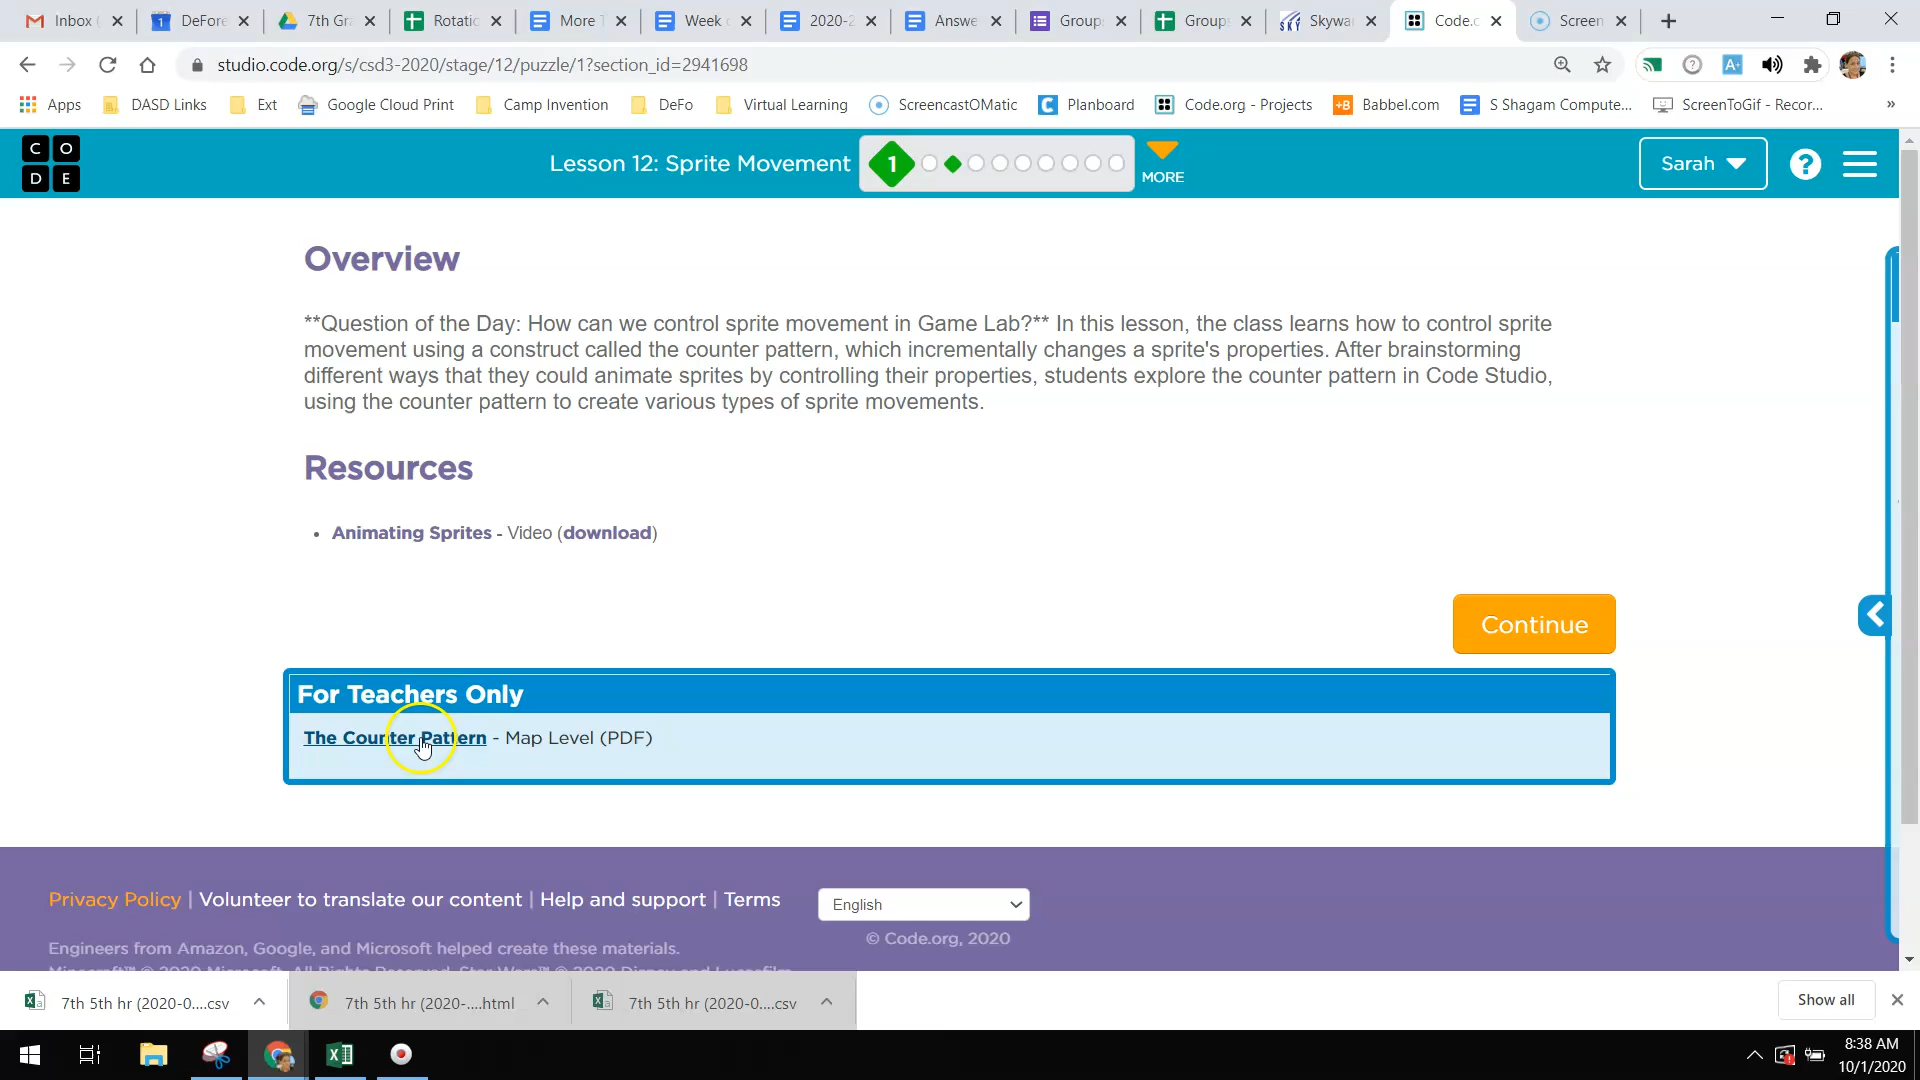 Inbox
DeFore
7th Gra
Rotatic
More T
Week
2020-2
Answe
Group
Groups
Skywa
Code.c
Screen
studio.code.org/s/csd3-2020/stage/12/puzzle/1?section_id=2941698
Apps
DASD Links
Ext
Google Cloud Print
Camp Invention
DeFo
Virtual Learning
ScreencastOMatic
Planboard
Code.org - Projects
Babbel.com
S Shagam Compute...
ScreenToGif - Recor...
»
C O
D E
Lesson 12: Sprite Movement
1
MORE
Sarah
?
Overview
**Question of the Day: How can we control sprite movement in Game Lab?** In this lesson, the class learns how to control sprite
movement using a construct called the counter pattern, which incrementally changes a sprite's properties. After brainstorming
different ways that they could animate sprites by controlling their properties, students explore the counter pattern in Code Studio,
using the counter pattern to create various types of sprite movements.
Resources
• Animating Sprites - Video (download)
Continue
For Teachers Only
The Counter Pattern - Map Level (PDF)
Privacy Policy | Volunteer to translate our content | Help and support | Terms
English
© Code.org, 2020
Engineers from Amazon, Google, and Microsoft helped create these materials.
7th 5th hr (2020-0....csv
7th 5th hr (2020-....html
7th 5th hr (2020-0....csv
Show all
8:38 AM
10/1/2020